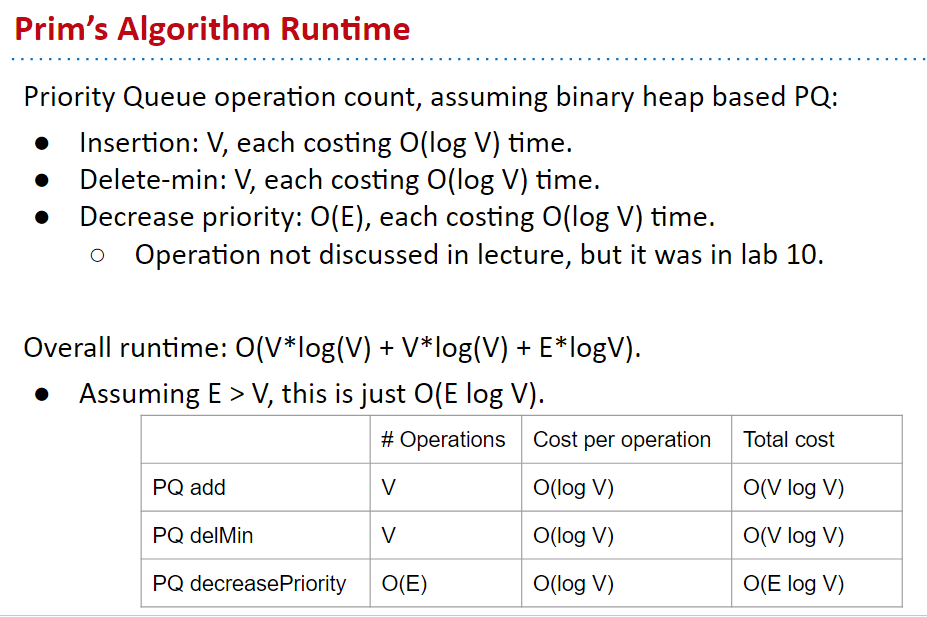 Prim's Algorithm Runtime
Priority Queue operation count, assuming binary heap based PQ:
● Insertion: V, each costing O(log V) time.
● Delete-min: V, each costing O(log V) time.
● Decrease priority: O(E), each costing O(log V) time.
○ Operation not discussed in lecture, but it was in lab 10.
Overall runtime: O(V*log(V) + V*log(V) + E*logV).
● Assuming E > V, this is just O(E log V).
# Operations Cost per operation Total cost
PQ add V O(log V) O(V log V)
PQ delMin V O(log V) O(V log V)
PQ decreasePriority O(E) O(log V) O(E log V)